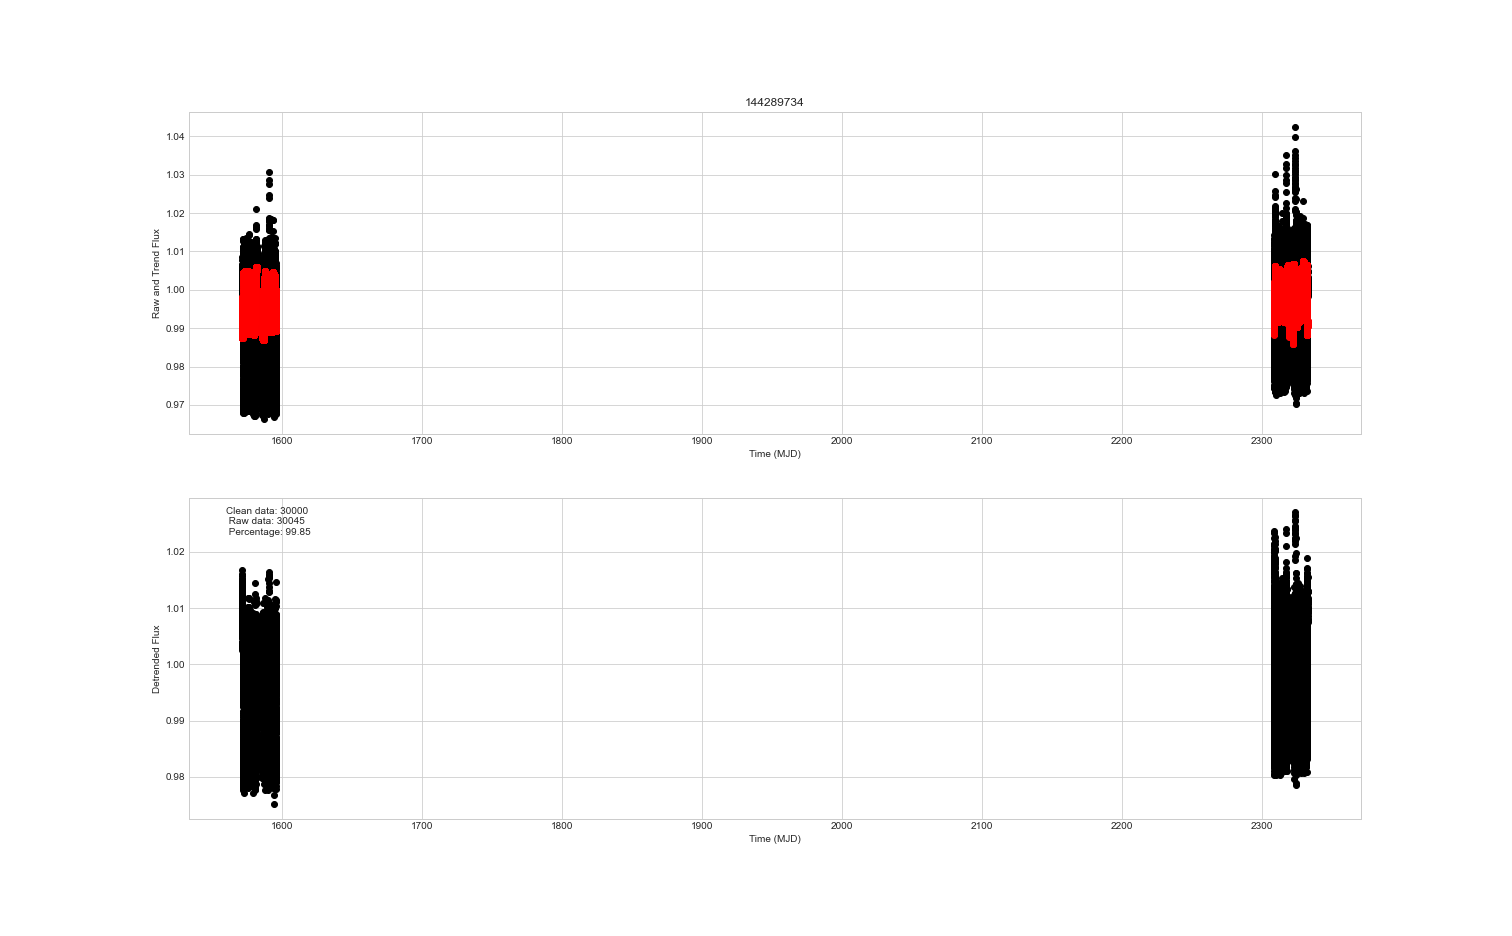 144289734
Raw and Trend Flux
1.04
1.03
1.02
1.01
1.00
0.99
0.98
0.97
1600 1700 1800 1900 2000 2100 2200 2300
Time (MJD)
Clean data: 30000
Raw data: 30045
Percentage: 99.85
Detrended Flux
1.02
1.01
1.00
0.99
0.98
1600 1700 1800 1900 2000 2100 2200 2300
Time (MJD)